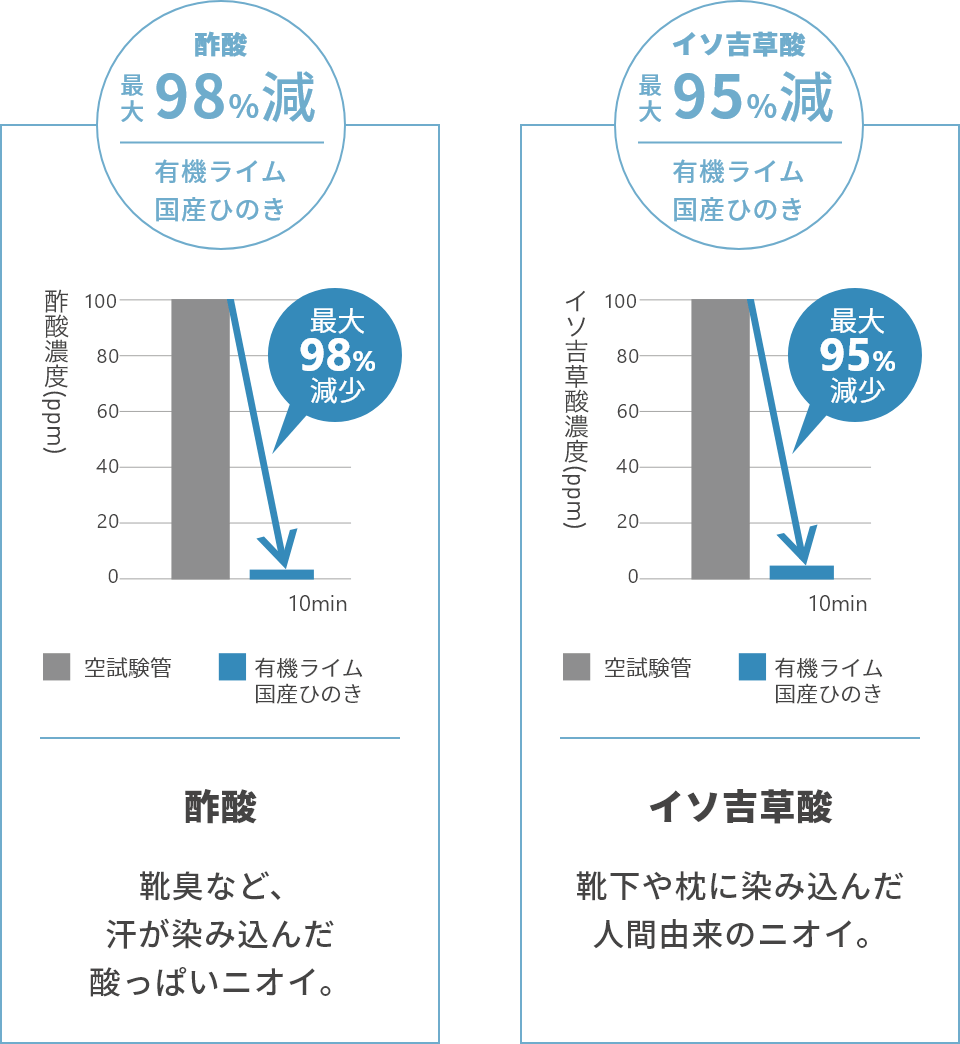 酢酸
最大 98%減
有機ライム
国産ひのき
酢酸濃度(ppm)
100
80
60
40
20
0
最大
98%
減少
10min
空試験管
有機ライム
国産ひのき
酢酸
靴臭など、
汗が染み込んだ
酸っぱいニオイ。
イソ吉草酸
最大 95%減
有機ライム
国産ひのき
イソ吉草酸濃度(ppm)
100
80
60
40
20
0
最大
95%
減少
10min
空試験管
有機ライム
国産ひのき
イソ吉草酸
靴下や枕に染み込んだ
人間由来のニオイ。